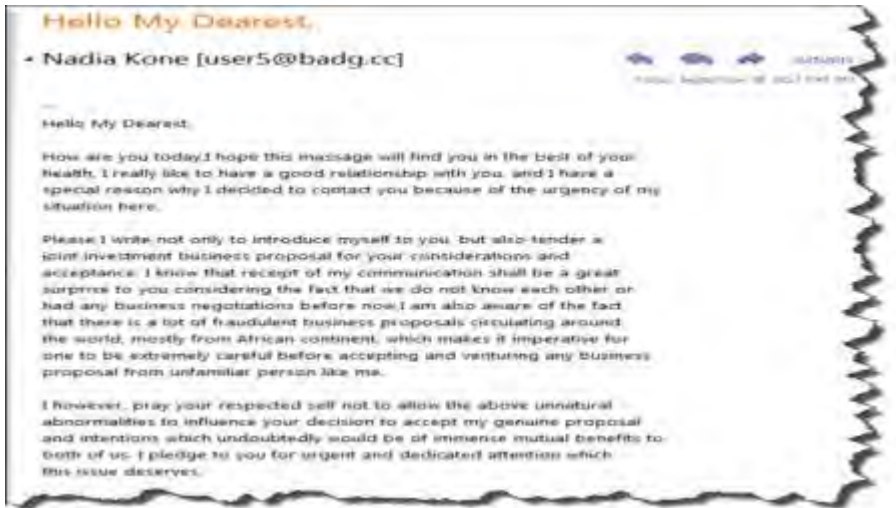 Hello My Dearest,
Nadia Kone [user5@badg.cc]
Hello My Dearest,
How are you today,I hope this massage will find you in the best of your
health, I really like to have a good relationship with you, and I have a
special reason why I decided to contact you because of the urgency of my
situation here.
Please I write not only to introduce myself to you, but also tender a
joint investment business proposal for your considerations and
acceptance. I know that receipt of my communication shall be a great
surprise to you considering the fact that we do not know each other or
had any business negotiations before now,I am also aware of the fact
that there is a lot of fraudulent business proposals circulating around
the world, mostly from African continent, which makes it imperative for
one to be extremely careful before accepting and venturing any business
proposal from unfamiliar person like me.
I however, pray your respected self not to allow the above unnatural
abnormalities to influence your decision to accept my genuine proposal
and intentions which undoubtedly would be of immense mutual benefits to
both of us. I pledge to you for urgent and dedicated attention which
this issue deserves.